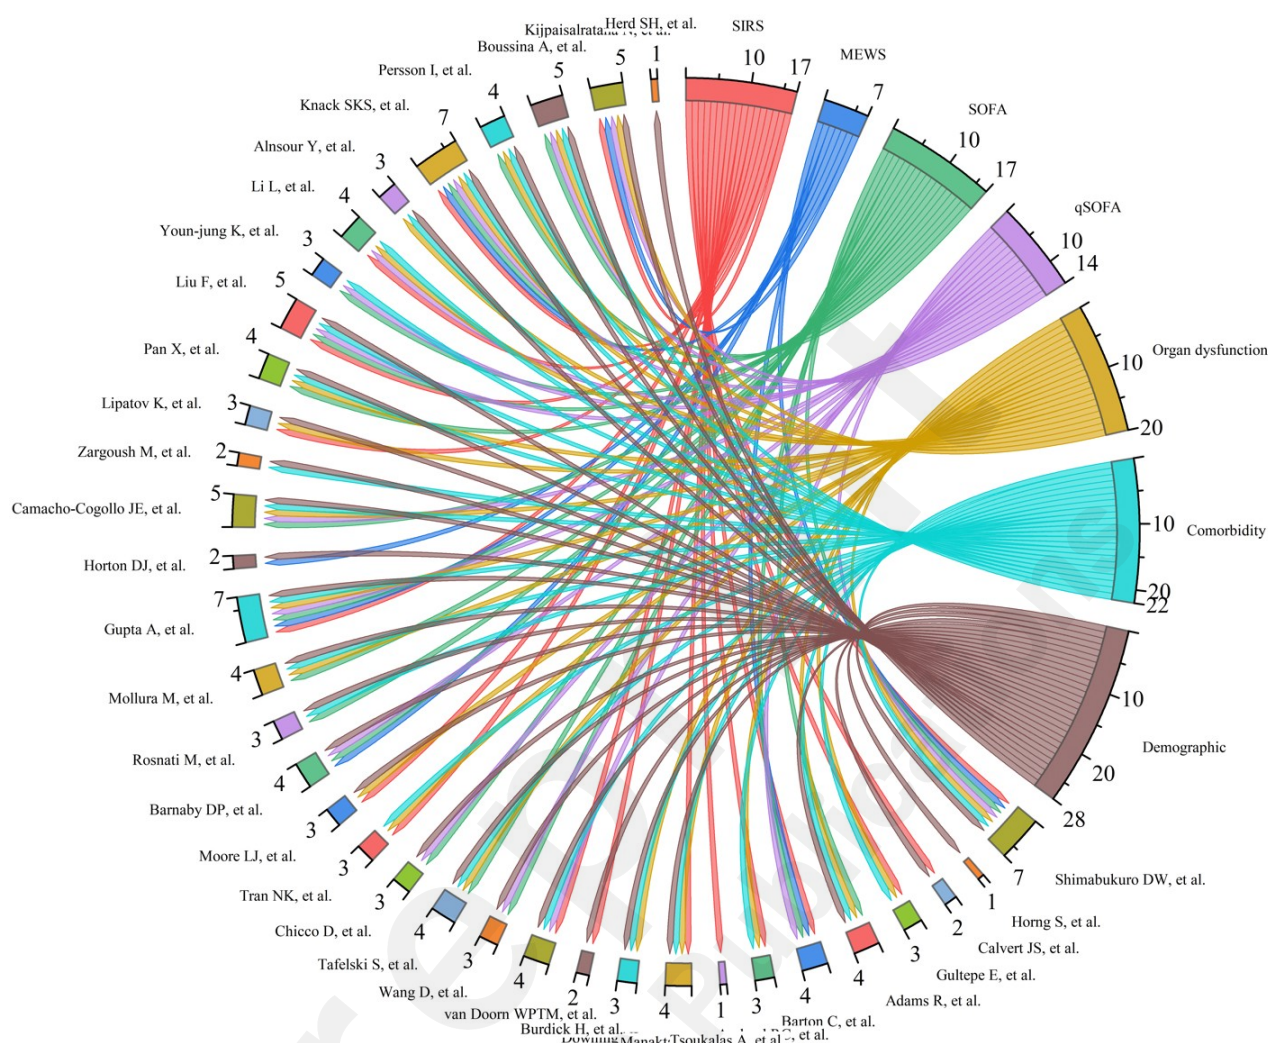 Herd SH, et al.
SIRS
Kijpaisalratana N, et al.
Boussina A, et al.
MEWS
Persson I, et al.
Knack SKS, et al.
SOFA
Alnsour Y, et al.
Li L, et al.
qSOFA
Youn-jung K, et al.
Liu F, et al.
Pan X, et al.
Organ dysfunction
Lipatov K, et al.
Zargoush M, et al.
Camacho-Cogollo JE, et al.
Comorbidity
Horton DJ, et al.
Gupta A, et al.
Mollura M, et al.
Demographic
Rosnati M, et al.
Barnaby DP, et al.
Moore LJ, et al.
Shimabukuro DW, et al.
Tran NK, et al.
Horng S, et al.
Chicco D, et al.
Calvert JS, et al.
Tafelski S, et al.
Gultepe E, et al.
Wang D, et al.
Adams R, et al.
van Doorn WPTM, et al.
Barton C, et al.
Burdick H, et al.
Tsoukalas A, et al.
1
5
5
4
7
3
4
3
5
4
3
2
5
2
7
4
3
4
3
3
3
4
3
4
2
3
4
1
3
4
4
3
2
1
7
10
17
7
10
17
10
14
10
20
10
20
22
10
20
28